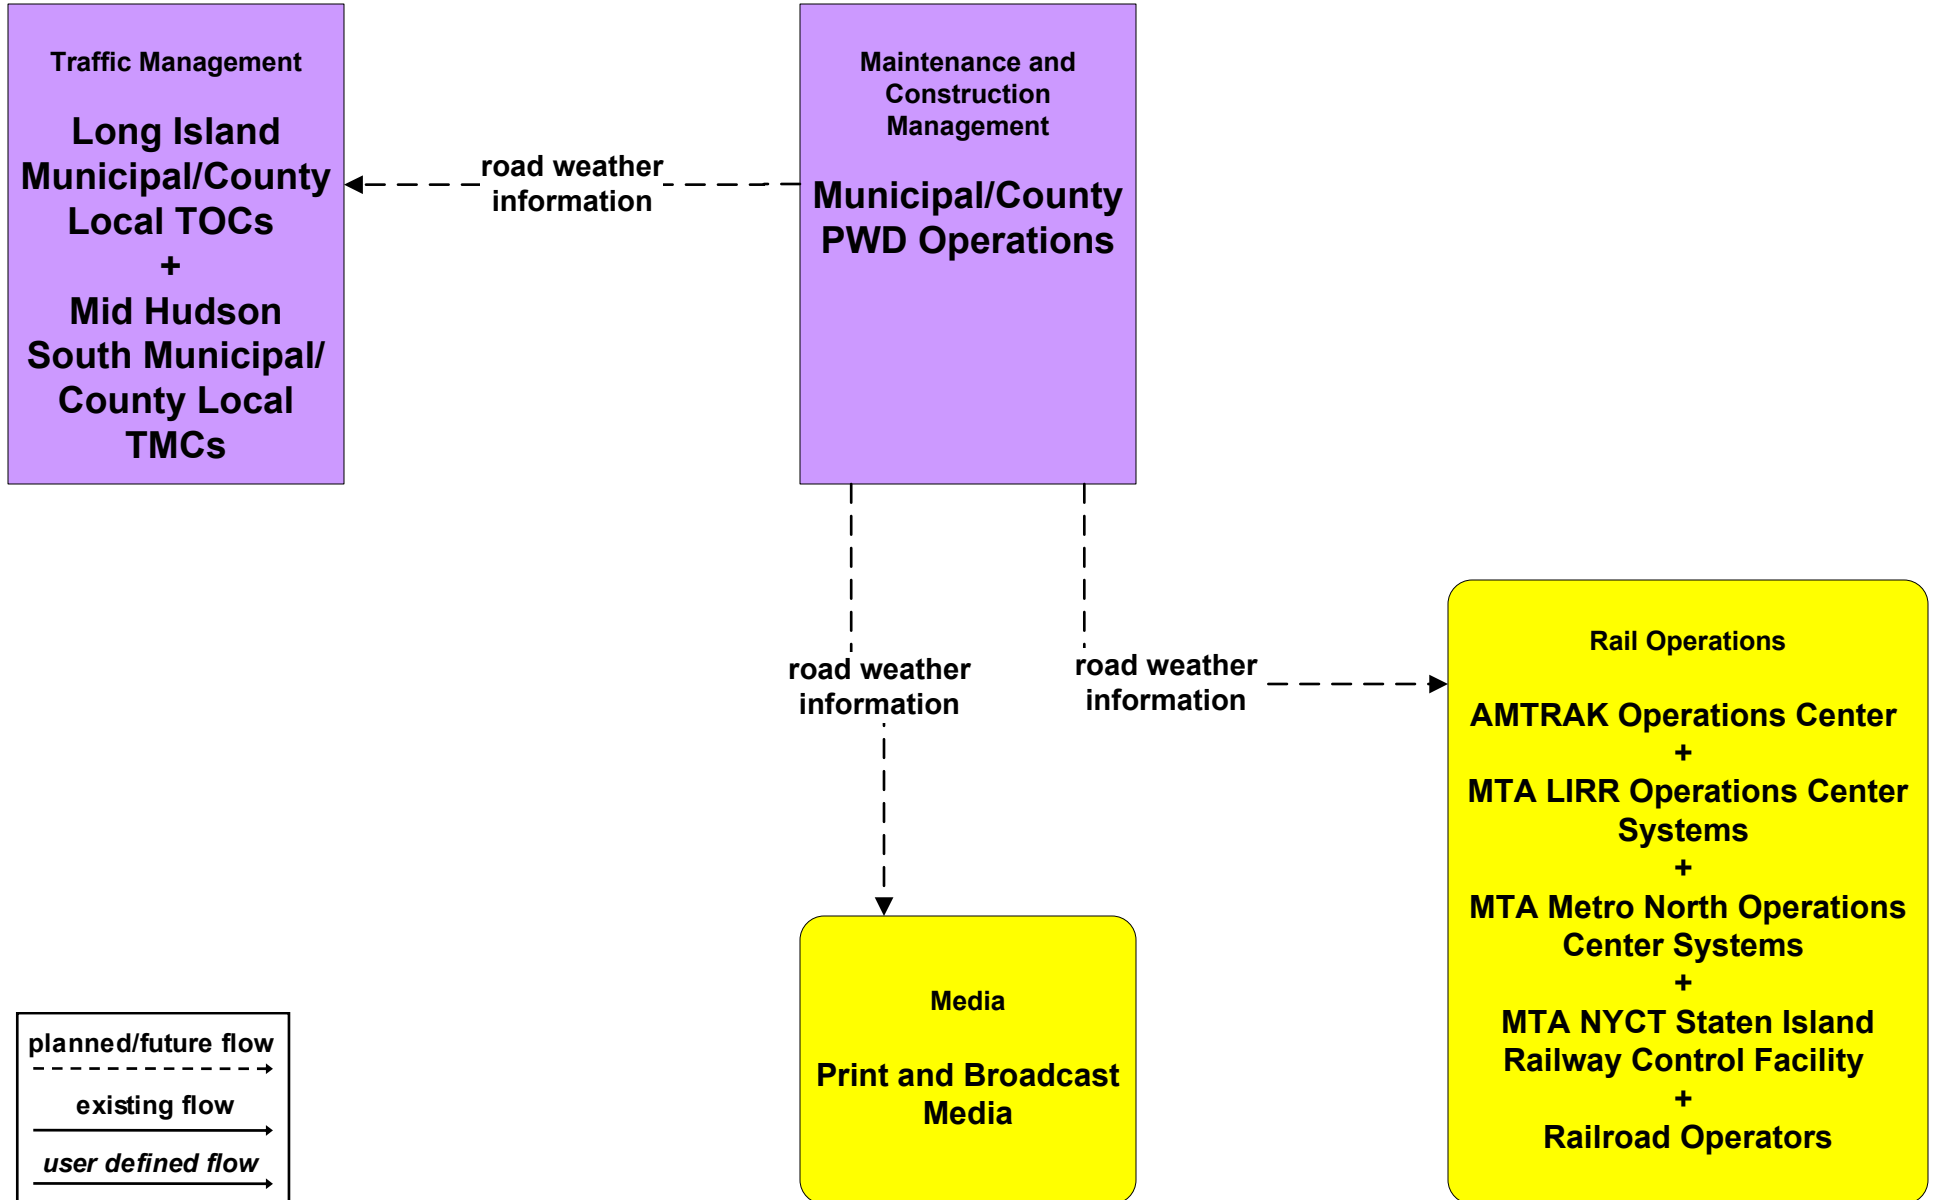 Traffic Management
Long Island
Municipal/County
Local TOCs
+
Mid Hudson
South Municipal/
County Local
TMCs
road weather
information
Maintenance and
Construction
Management
Municipal/County
PWD Operations
road weather
information
road weather
information
Rail Operations
AMTRAK Operations Center
+
MTA LIRR Operations Center
Systems
+
MTA Metro North Operations
Center Systems
+
MTA NYCT Staten Island
Railway Control Facility
+
Railroad Operators
Media
Print and Broadcast
Media
planned/future flow
existing flow
user defined flow